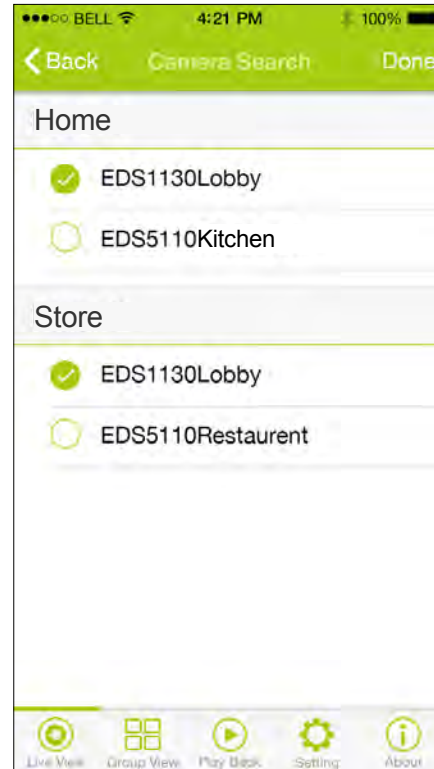 BELL 4:21 PM 100%
Back Camera Search Done
Home
EDS1130Lobby
EDS5110Kitchen
Store
EDS1130Lobby
EDS5110Restaurent
Live View Group View Play Back Setting About